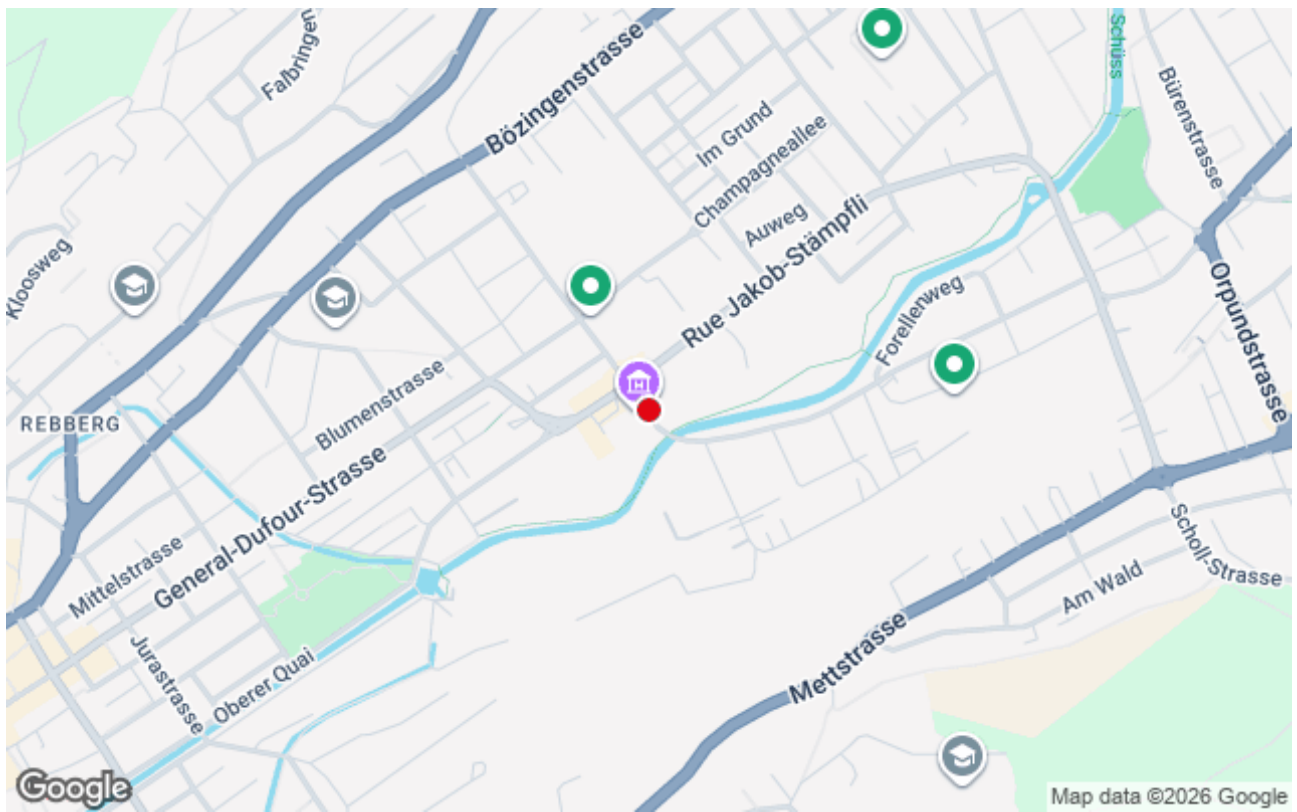 Falbringen
Bözingenstrasse
Schüss
Bürenstrasse
Im Grund
Champagneallee
Auweg
Rue Jakob-Stämpfli
Kloosweg
Orpundstrasse
Forellenweg
REBBERG
Blumenstrasse
General-Dufour-Strasse
Mittelstrasse
Scholl-Strasse
Am Wald
Mettstrasse
Jurastrasse
Oberer Quai
H
Google
Map data ©2026 Google